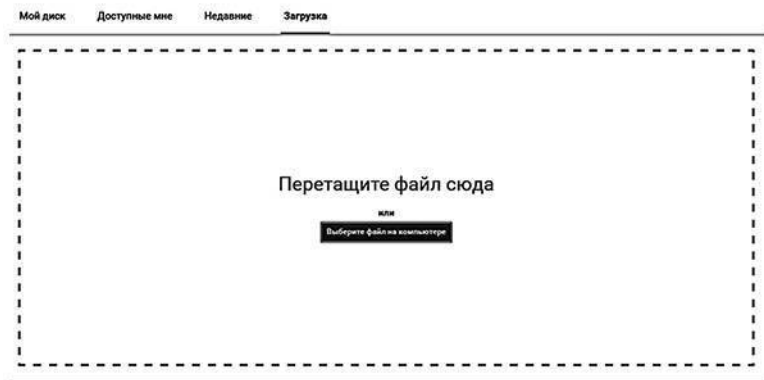 Мой диск Доступные мне Недавние Загрузка
Перетащите файл сюда
или
Выберите файл на компьютере